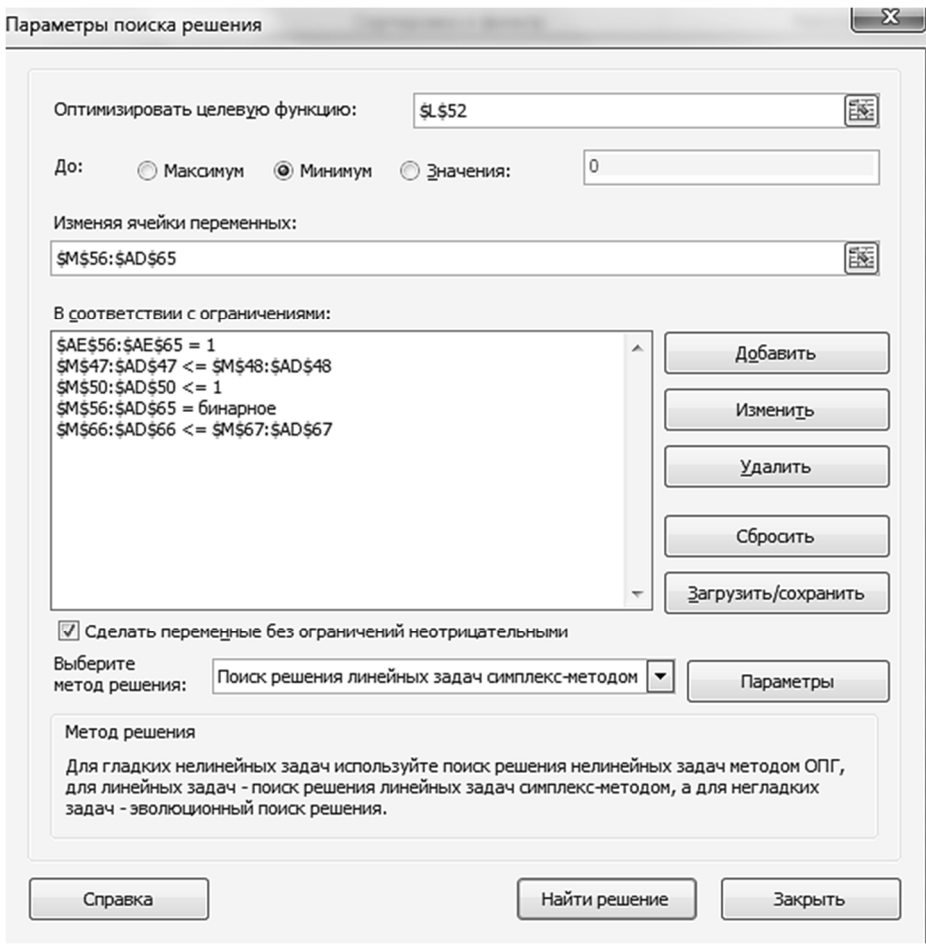 Параметры поиска решения
Оптимизировать целевую функцию: $L$52
До: Максимум Минимум Значения: 0
Изменяя ячейки переменных:
$M$56:$AD$65
В соответствии с ограничениями:
$AE$56:$AE$65 = 1
$M$47:$AD$47 <= $M$48:$AD$48
$M$50:$AD$50 <= 1
$M$56:$AD$65 = бинарное
$M$66:$AD$66 <= $M$67:$AD$67
Добавить
Изменить
Удалить
Сбросить
Загрузить/сохранить
Сделать переменные без ограничений неотрицательными
Выберите
метод решения: Поиск решения линейных задач симплекс-методом Параметры
Метод решения
Для гладких нелинейных задач используйте поиск решения нелинейных задач методом ОПГ,
для линейных задач - поиск решения линейных задач симплекс-методом, а для негладких
задач - эволюционный поиск решения.
Справка Найти решение Закрыть